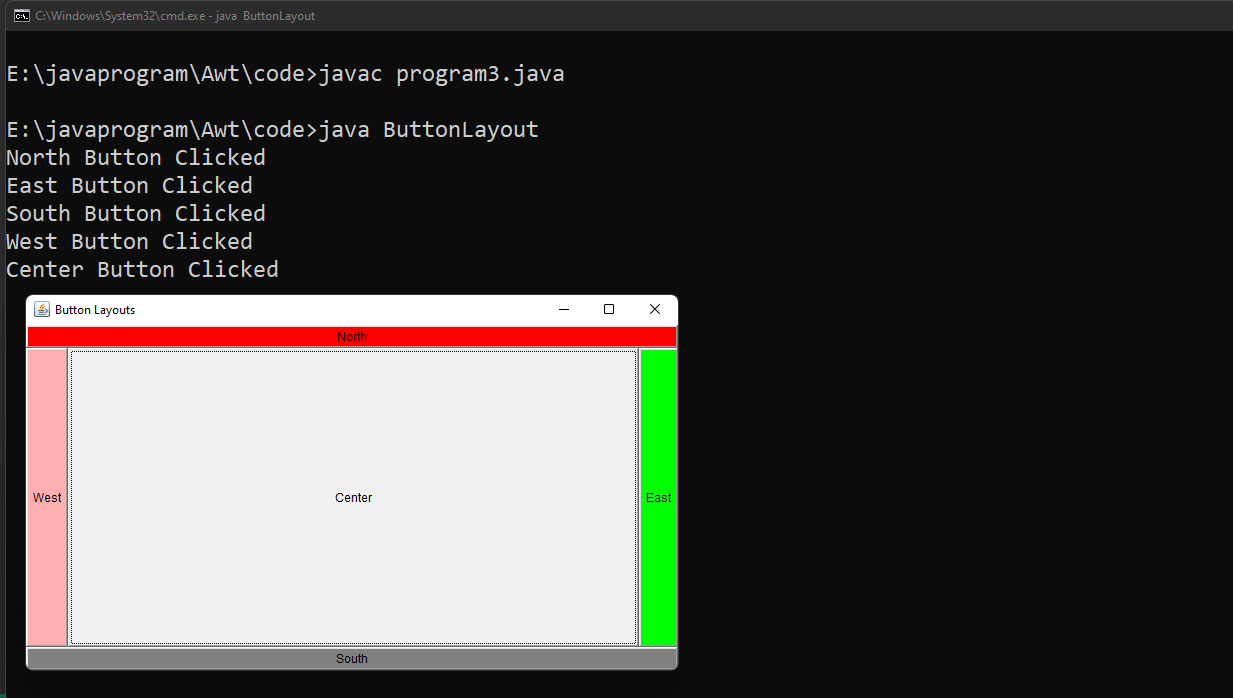 C:\Windows\System32\cmd.exe - java  ButtonLayout
E:\javaprogram\Awt\code>javac program3.java
E:\javaprogram\Awt\code>java ButtonLayout
North Button Clicked
East Button Clicked
South Button Clicked
West Button Clicked
Center Button Clicked
Button Layouts
North
West
Center
East
South